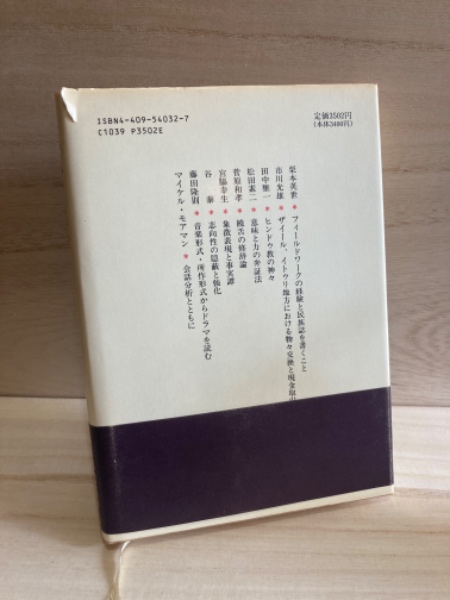 ISBN4-409-54032-7
C1039 P3502E
定価3502円
(本体3400円)
栗本英世＊フィールドワークの経験と民族誌を書くこと
市川光雄＊ザイール，イトゥリ地方における物々交換と現金取引
田中雅一＊ヒンドゥ教の神々
松田素二＊意味と力の弁証法
菅原和孝＊饒舌の修辞論
宮脇幸生＊象徴表現と事実譚
谷 泰＊志向性の隠蔽と強化
藤田隆則＊音楽形式・所作形式からドラマを読む
マイケル・モアマン＊会話分析とともに